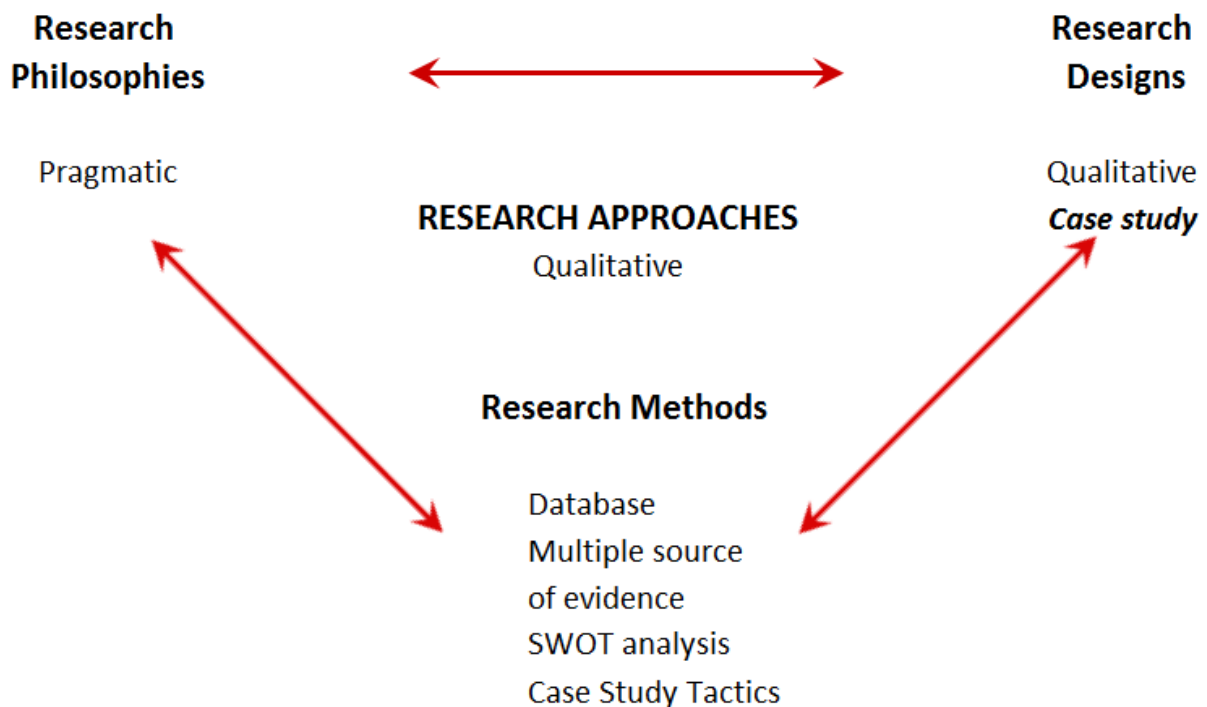 Research
Philosophies
Research
Designs
Pragmatic
Qualitative
Case study
RESEARCH APPROACHES
Qualitative
Research Methods
Database
Multiple source
of evidence
SWOT analysis
Case Study Tactics